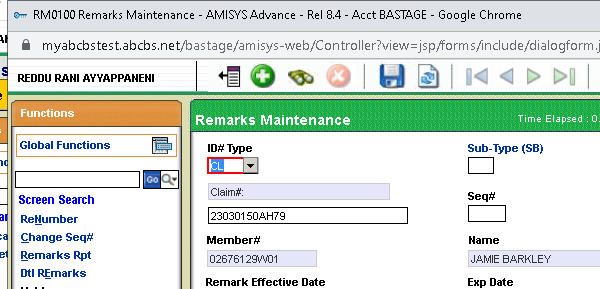 RM0100 Remarks Maintenance - AMISYS Advance - Rel 8.4 - Acct BASTAGE - Google Chrome
myabcbstest.abcbs.net/bastage/amisys-web/Controller?view=jsp/forms/include/dialogform.j
REDDU RANI AYYAPPANENI
Functions
Remarks Maintenance
Time Elapsed : 0.
Global Functions
ID# Type
Sub-Type (SB)
CL
Go
Claim#:
Screen Search
Seq#
ReNumber
23030150AH79
Change Seq#
Member#
Name
Remarks Rpt
02676129W01
JAMIE BARKLEY
Dtl REmarks
Remark Effective Date
Exp Date